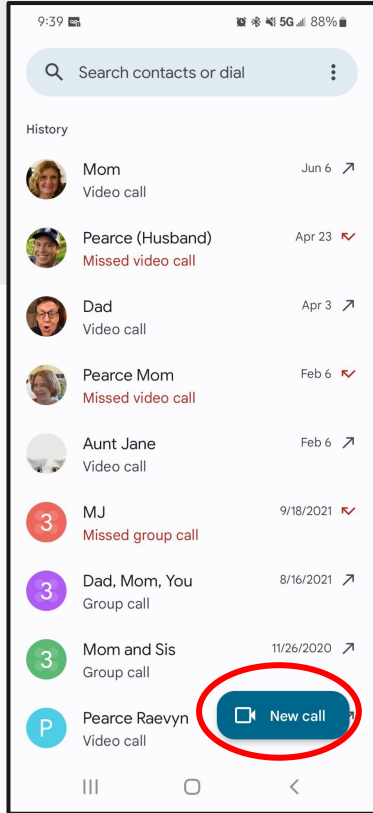 9:39 5G 88%
Search contacts or dial
History
Mom Jun 6
Video call
Pearce (Husband) Apr 23
Missed video call
Dad Apr 3
Video call
Pearce Mom Feb 6
Missed video call
Aunt Jane Feb 6
Video call
3 MJ 9/18/2021
Missed group call
3 Dad, Mom, You 8/16/2021
Group call
3 Mom and Sis 11/26/2020
Group call
P Pearce Raevyn New call
Video call